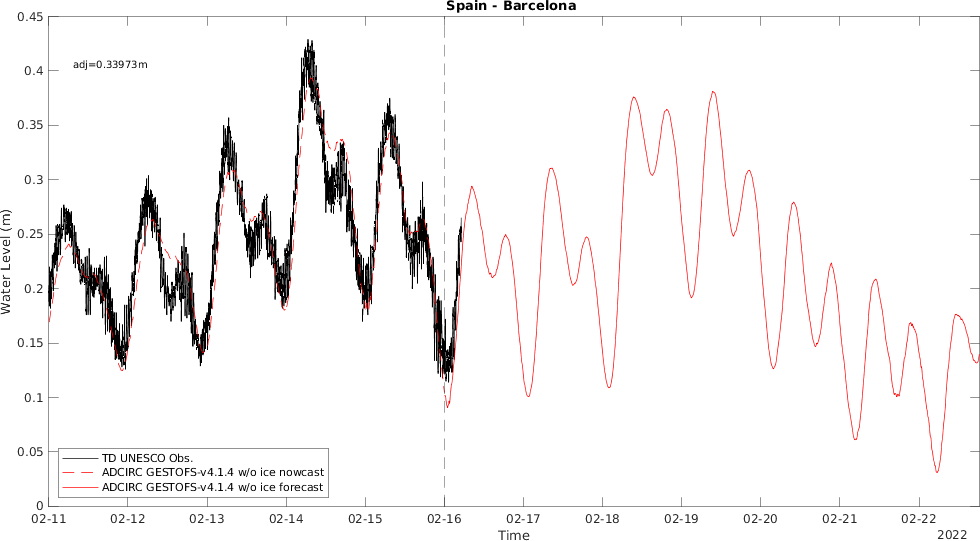 Spain - Barcelona
adj=0.33973m
Water Level (m)
0.45
0.4
0.35
0.3
0.25
0.2
0.15
0.1
0.05
0
TD UNESCO Obs.
ADCIRC GESTOFS-v4.1.4 w/o ice nowcast
ADCIRC GESTOFS-v4.1.4 w/o ice forecast
02-11 02-12 02-13 02-14 02-15 02-16 02-17 02-18 02-19 02-20 02-21 02-22
Time
2022